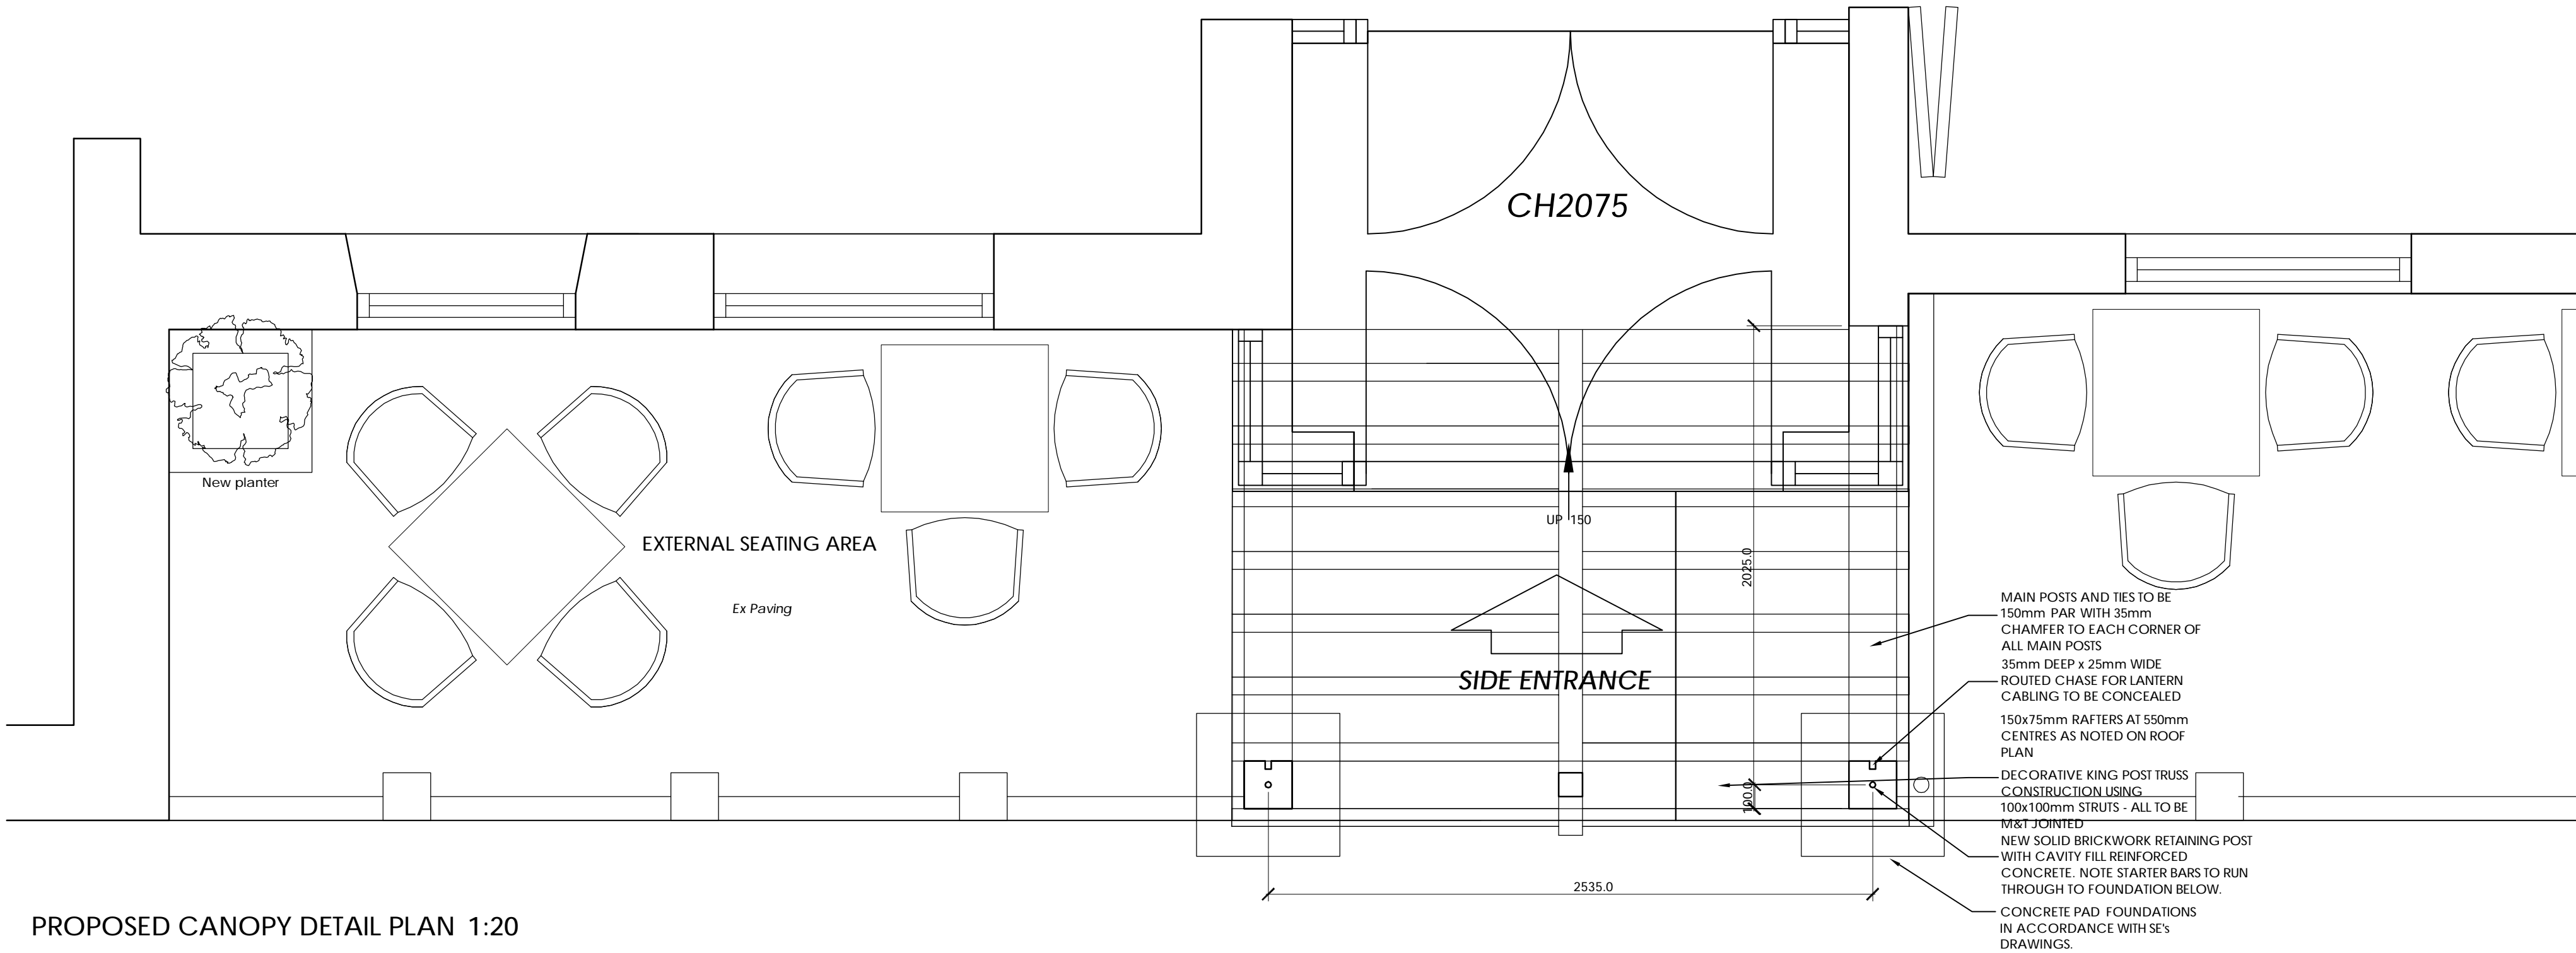 CH2075
New planter
UP 150
EXTERNAL SEATING AREA
2025.0
Ex Paving
SIDE ENTRANCE
MAIN POSTS AND TIES TO BE
150mm PAR WITH 35mm
CHAMFER TO EACH CORNER OF
ALL MAIN POSTS
35mm DEEP x 25mm WIDE
ROUTED CHASE FOR LANTERN
CABLING TO BE CONCEALED
150x75mm RAFTERS AT 550mm
CENTRES AS NOTED ON ROOF
PLAN
DECORATIVE KING POST TRUSS
CONSTRUCTION USING
100x100mm STRUTS - ALL TO BE
M&T JOINTED
100.0
NEW SOLID BRICKWORK RETAINING POST
WITH CAVITY FILL REINFORCED
CONCRETE. NOTE STARTER BARS TO RUN
THROUGH TO FOUNDATION BELOW.
2535.0
CONCRETE PAD FOUNDATIONS
IN ACCORDANCE WITH SE's
DRAWINGS.
PROPOSED CANOPY DETAIL PLAN 1:20